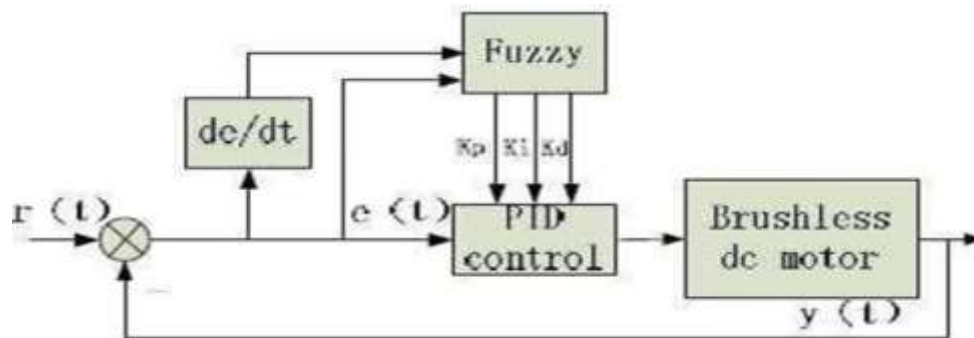 Fuzzy
de/dt
Kp Ki Kd
r(t)
e(t)
PID
control
Brushless
dc motor
y(t)